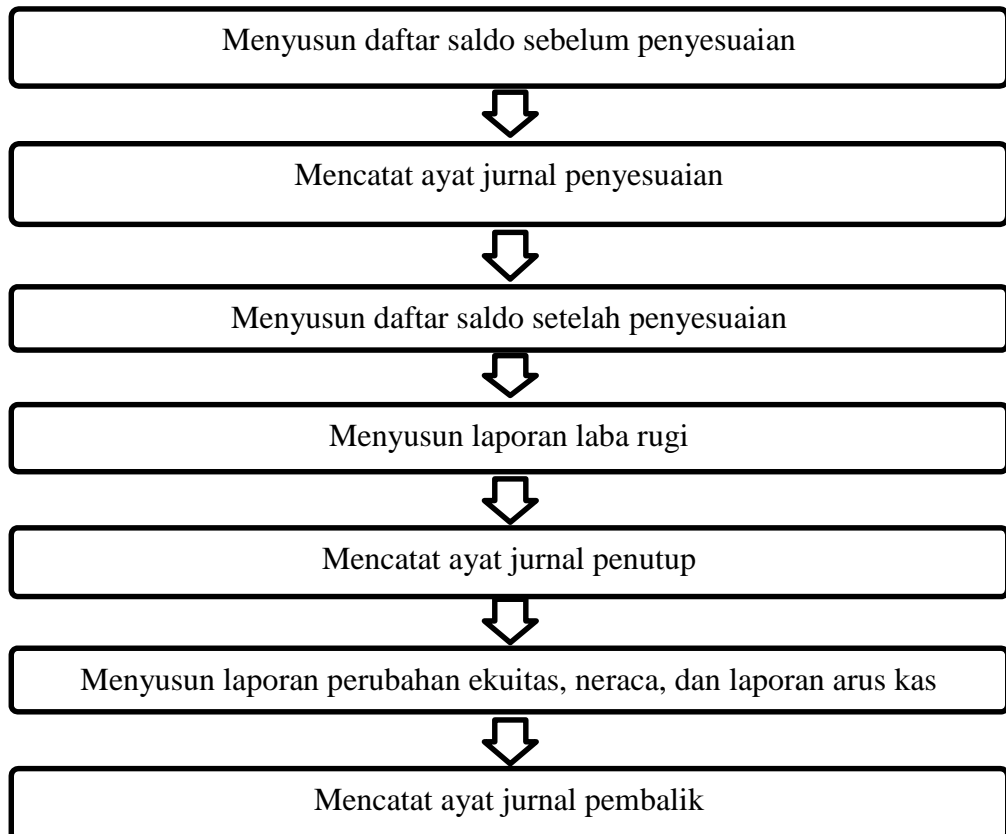 Menyusun daftar saldo sebelum penyesuaian
Mencatat ayat jurnal penyesuaian
Menyusun daftar saldo setelah penyesuaian
Menyusun laporan laba rugi
Mencatat ayat jurnal penutup
Menyusun laporan perubahan ekuitas, neraca, dan laporan arus kas
Mencatat ayat jurnal pembalik